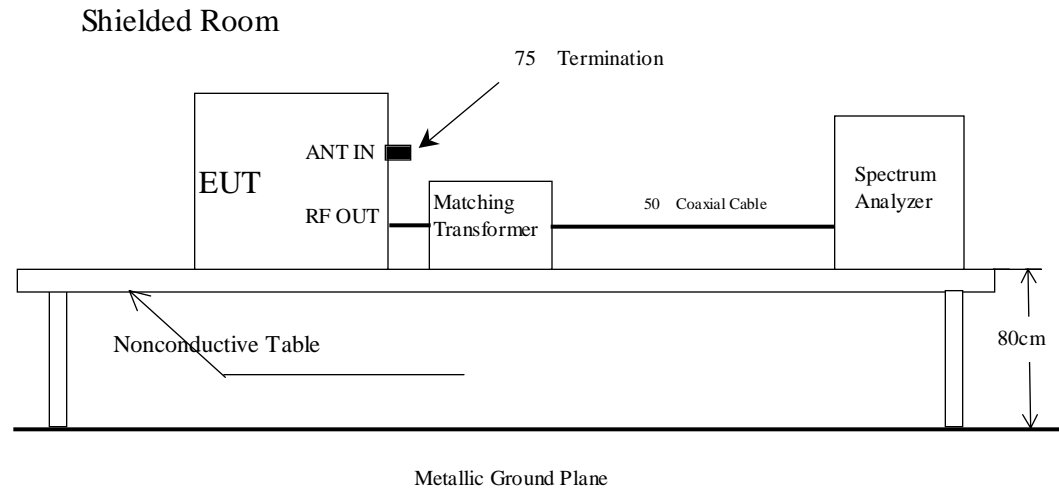 Shielded Room
75 Termination
ANT IN
EUT
RF OUT
Matching
Transformer
50 Coaxial Cable
Spectrum
Analyzer
Nonconductive Table
80cm
Metallic Ground Plane